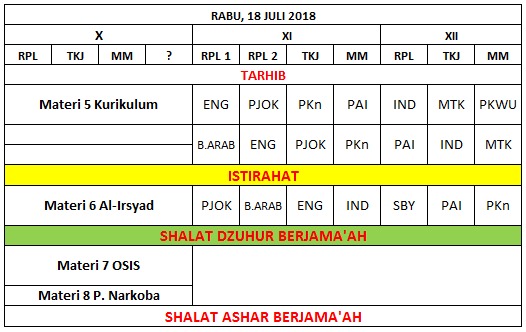 RABU, 18 JULI 2018
X XI XII
RPL TKJ MM ? RPL 1 RPL 2 TKJ MM RPL TKJ MM
TARHIB
Materi 5 Kurikulum ENG PJOK PKn PAI IND MTK PKWU
B.ARAB ENG PJOK PKn PAI IND MTK
ISTIRAHAT
Materi 6 Al-Irsyad PJOK B.ARAB ENG IND SBY PAI PKn
SHALAT DZUHUR BERJAMA'AH
Materi 7 OSIS
Materi 8 P. Narkoba
SHALAT ASHAR BERJAMA'AH